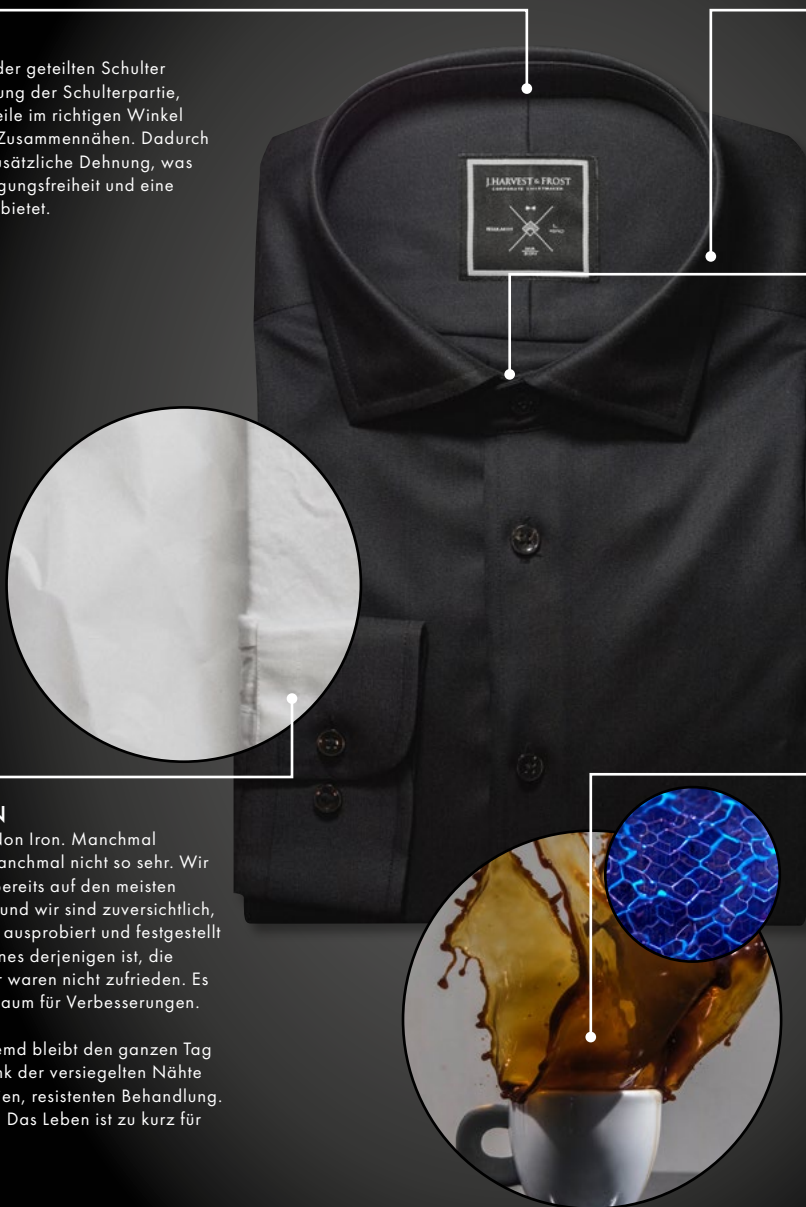 der geteilten Schulter
ung der Schulterpartie,
eile im richtigen Winkel
Zusammennähen. Dadurch
usätzliche Dehnung, was
gungsfreiheit und eine
bietet.
J.HARVEST & FROST
CORPORATE SHIRTMAKER
N
Non Iron. Manchmal
anchmal nicht so sehr. Wir
bereits auf den meisten
und wir sind zuversichtlich,
ausprobiert und festgestellt
nes derjenigen ist, die
r waren nicht zufrieden. Es
aum für Verbesserungen.
emd bleibt den ganzen Tag
nk der versiegelten Nähte
en, resistenten Behandlung.
Das Leben ist zu kurz für